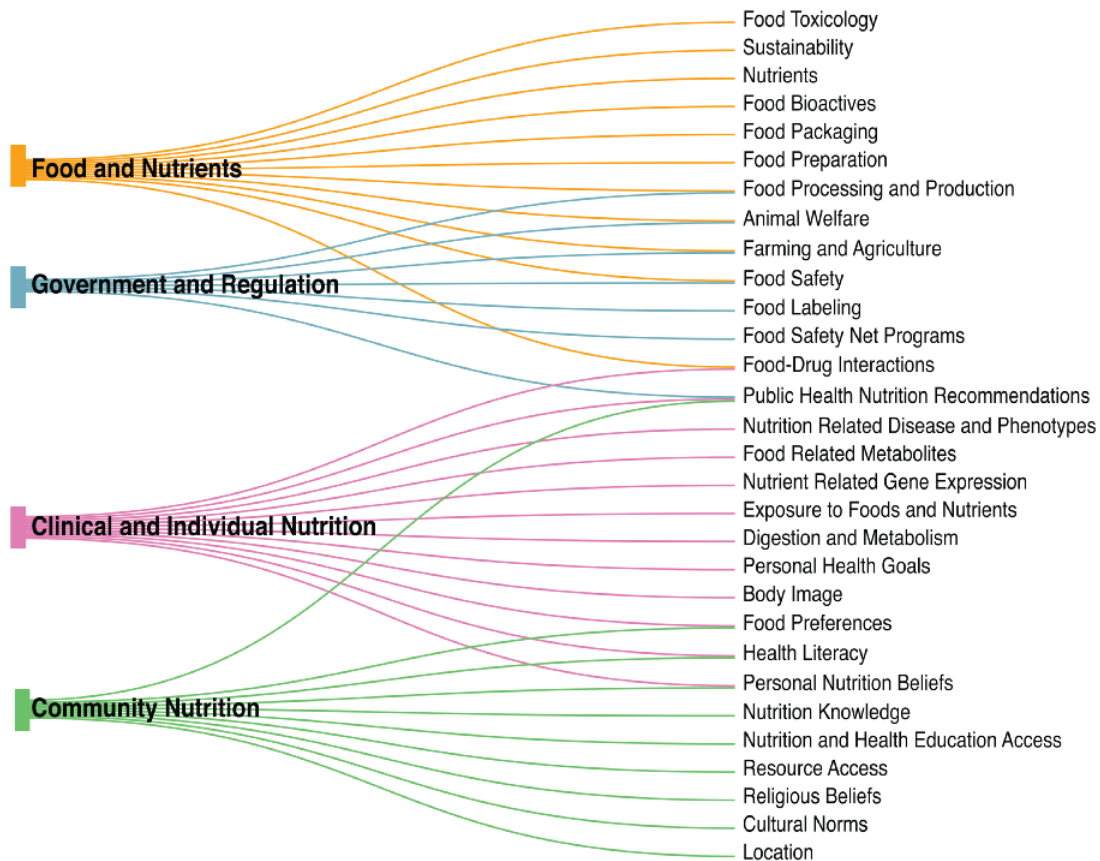 Food and Nutrients
Government and Regulation
Clinical and Individual Nutrition
Community Nutrition
Food Toxicology
Sustainability
Nutrients
Food Bioactives
Food Packaging
Food Preparation
Food Processing and Production
Animal Welfare
Farming and Agriculture
Food Safety
Food Labeling
Food Safety Net Programs
Food-Drug Interactions
Public Health Nutrition Recommendations
Nutrition Related Disease and Phenotypes
Food Related Metabolites
Nutrient Related Gene Expression
Exposure to Foods and Nutrients
Digestion and Metabolism
Personal Health Goals
Body Image
Food Preferences
Health Literacy
Personal Nutrition Beliefs
Nutrition Knowledge
Nutrition and Health Education Access
Resource Access
Religious Beliefs
Cultural Norms
Location